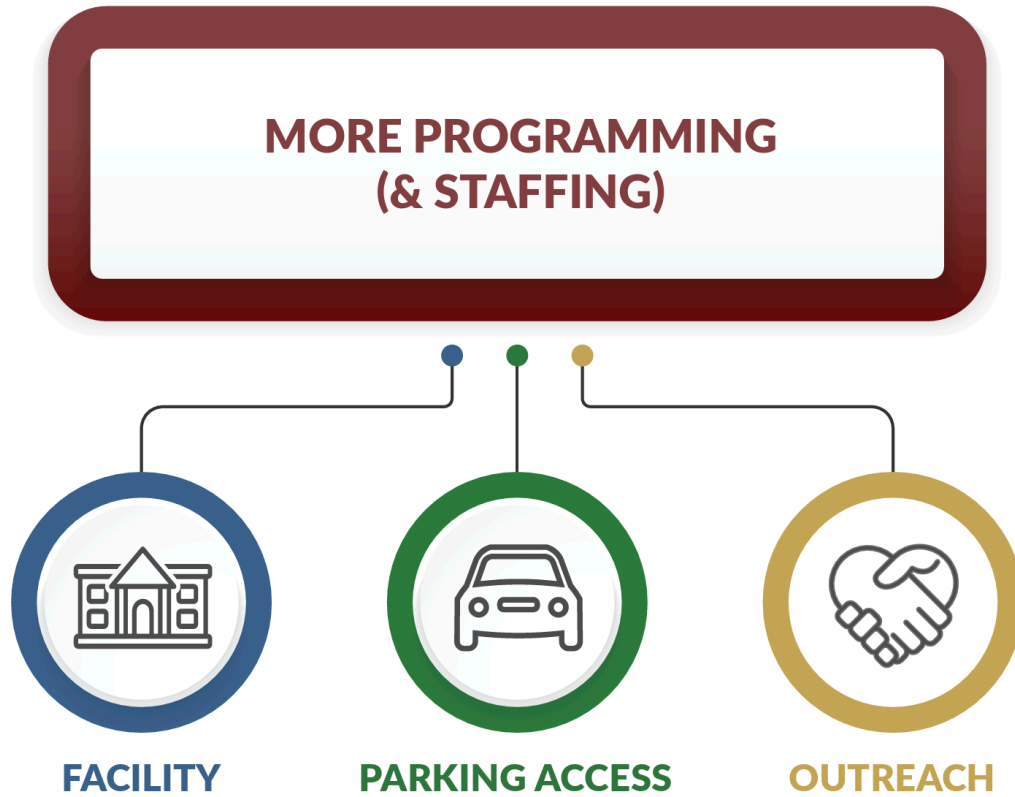 MORE PROGRAMMING
(& STAFFING)
FACILITY
PARKING ACCESS
OUTREACH